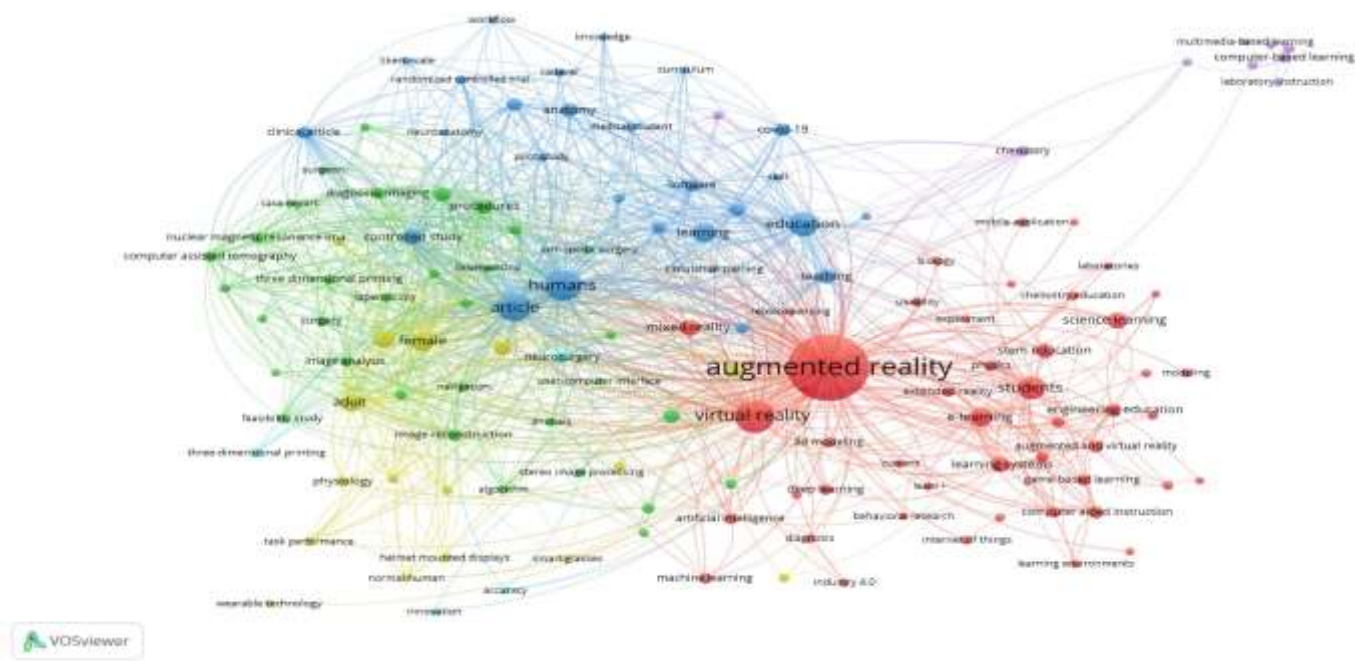 workflow
knowledge
multimedia-based learning
computer-based learning
likert scale
randomized controlled trial
cadaver
curriculum
laboratory instruction
anatomy
clinical article
neuroanatomy
medical student
covid-19
pilot study
chemistry
surgeon
skill
diagnostic imaging
software
case report
procedures
mobile application
nuclear magnetic resonance ima
controlled study
learning
education
computer assisted tomography
biology
laboratories
three dimensional printing
teaching
laparoscopy
humans
usability
chemistry education
article
surgery
mixed reality
experiment
science learning
female
image analysis
neurosurgery
stem education
augmented reality
physics
modeling
user-computer interface
navigation
extended reality
students
adult
feasibility study
virtual reality
e-learning
engineering education
image reconstruction
3d modeling
augmented and virtual reality
three-dimensional printing
learning systems
stereo image processing
physiology
algorithm
deep learning
game-based learning
artificial intelligence
behavioral research
computer aided instruction
task performance
diagnosis
internet of things
helmet mounted displays
smartglasses
learning environments
normal human
machine learning
industry 4.0
accuracy
wearable technology
innovation
VOSviewer